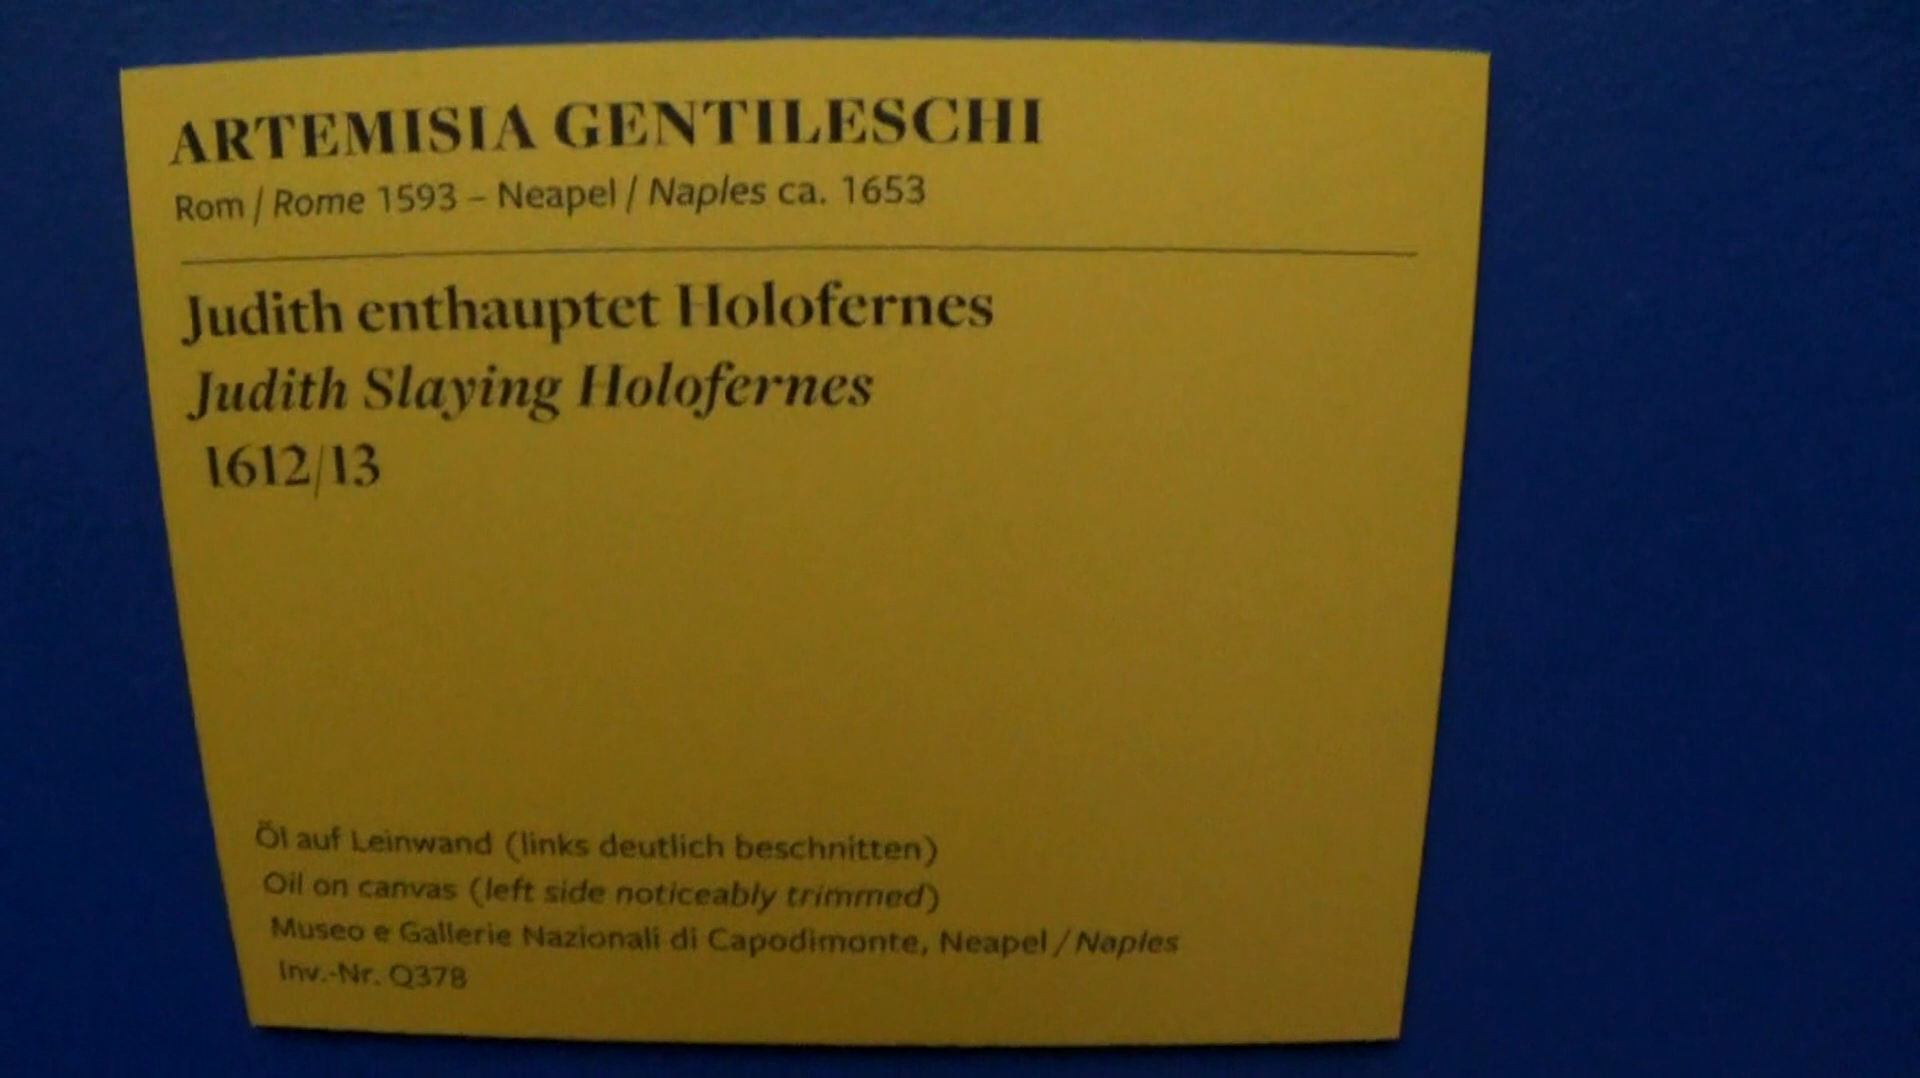 ARTEMISIA GENTILESCHI
Rom / Rome 1593 – Neapel / Naples ca. 1653
Judith enthauptet Holofernes
Judith Slaying Holofernes
1612/13
Öl auf Leinwand (links deutlich beschnitten)
Oil on canvas (left side noticeably trimmed)
Museo e Gallerie Nazionali di Capodimonte, Neapel / Naples
Inv.-Nr. Q378